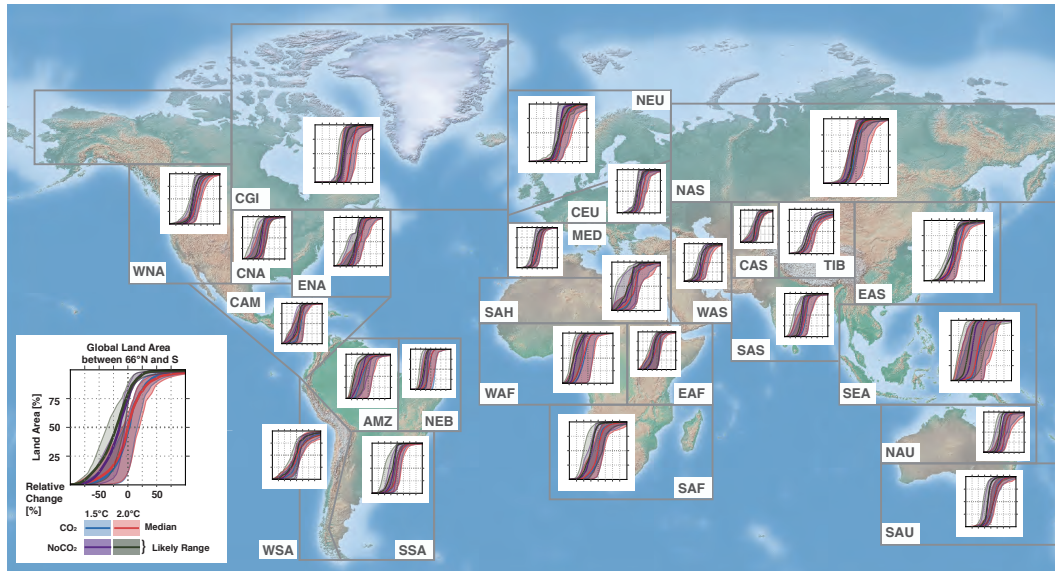 NEU
NAS
CGI
CEU
MED
WNA
CNA
ENA
CAS
TIB
CAM
EAS
SAH
WAS
SAS
WAF
EAF
SEA
AMZ
NEB
NAU
SAF
SAU
WSA
SSA
Global Land Area
between 66°N and S
Land Area [%]
75
50
25
Relative
Change
[%]
-50 0 50
1.5°C 2.0°C
CO₂ Median
NoCO₂ } Likely Range